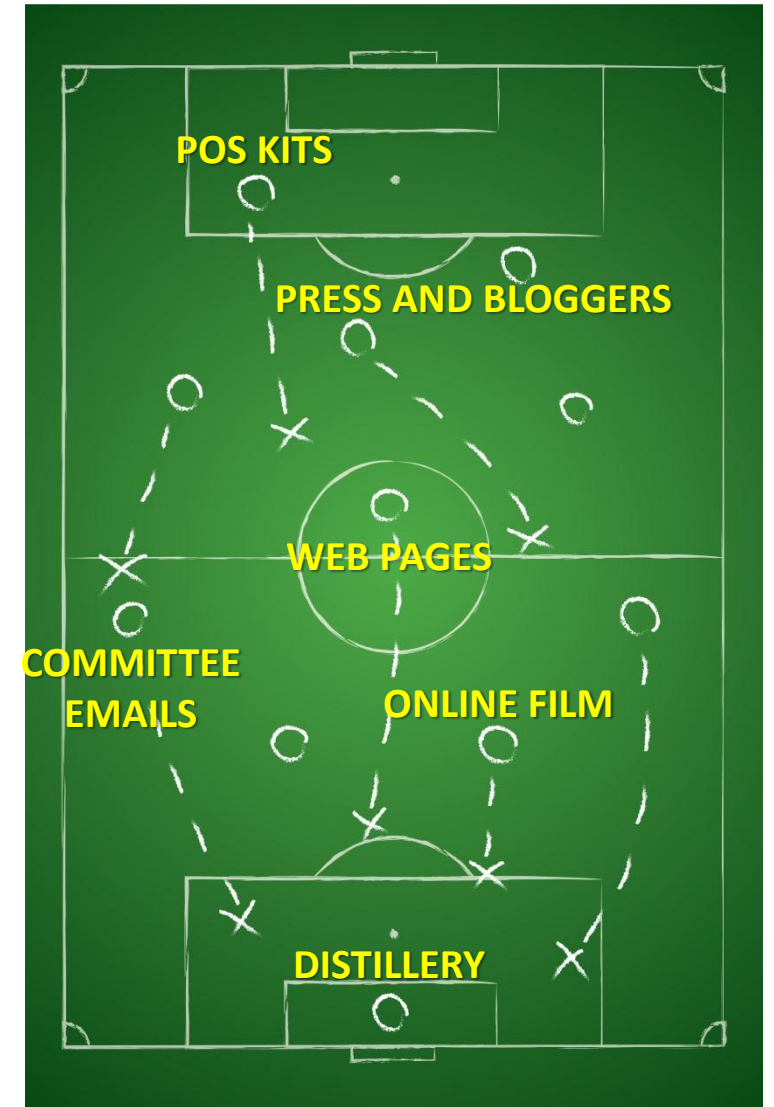 POS KITS
PRESS AND BLOGGERS
WEB PAGES
COMMITTEE
EMAILS
ONLINE FILM
DISTILLERY